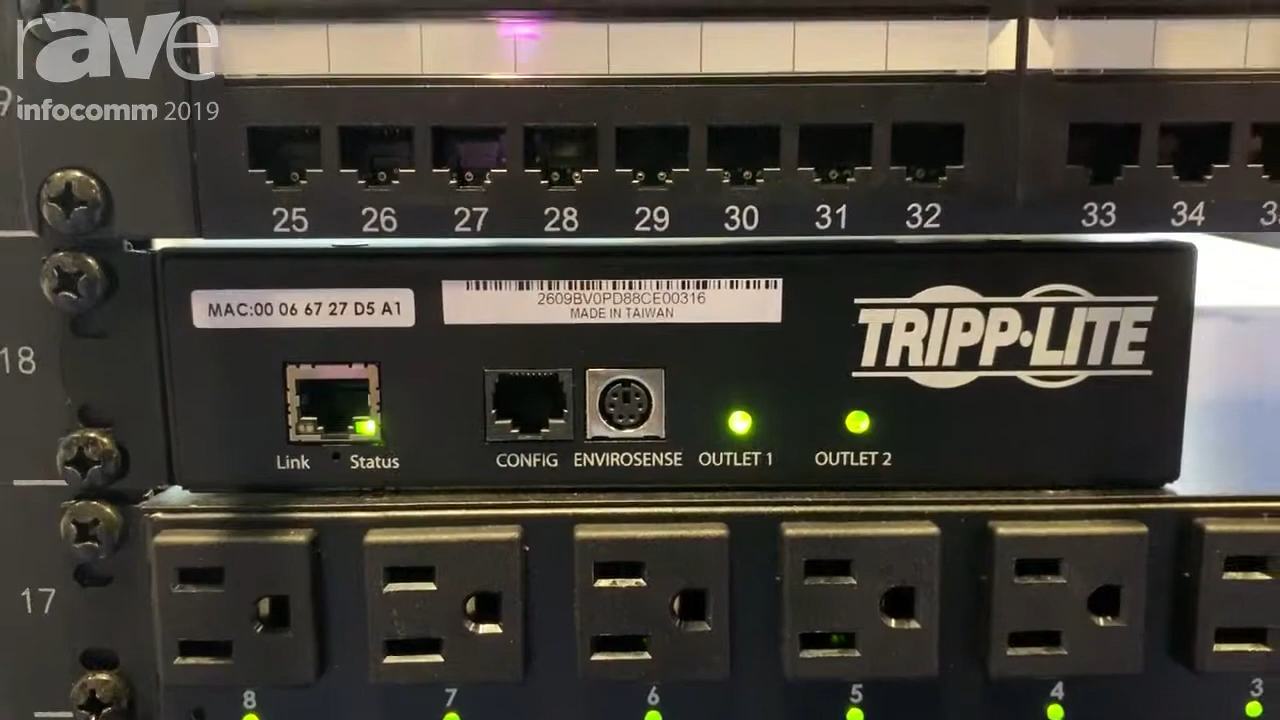 rave
infocomm 2019
9
25 26 27 28 29 30 31 32 33 34
18
MAC:00 06 67 27 D5 A1
2609BV0PD88CE00316
MADE IN TAIWAN
TRIPP·LITE
Link Status CONFIG ENVIROSENSE OUTLET 1 OUTLET 2
17
8 7 6 5 4 3